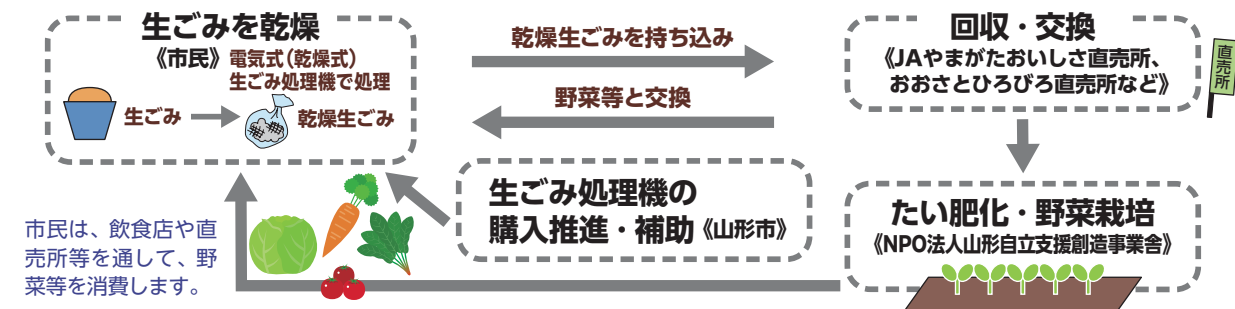 生ごみを乾燥
《市民》電気式(乾燥式)
生ごみ処理機で処理
生ごみ
乾燥生ごみ
乾燥生ごみを持ち込み
野菜等と交換
回収・交換
《JAやまがたおいしさ直売所、
おおさとひろびろ直売所など》
直売所
生ごみ処理機の
購入推進・補助《山形市》
たい肥化・野菜栽培
《NPO法人山形自立支援創造事業舎》
市民は、飲食店や直
売所等を通して、野
菜等を消費します。